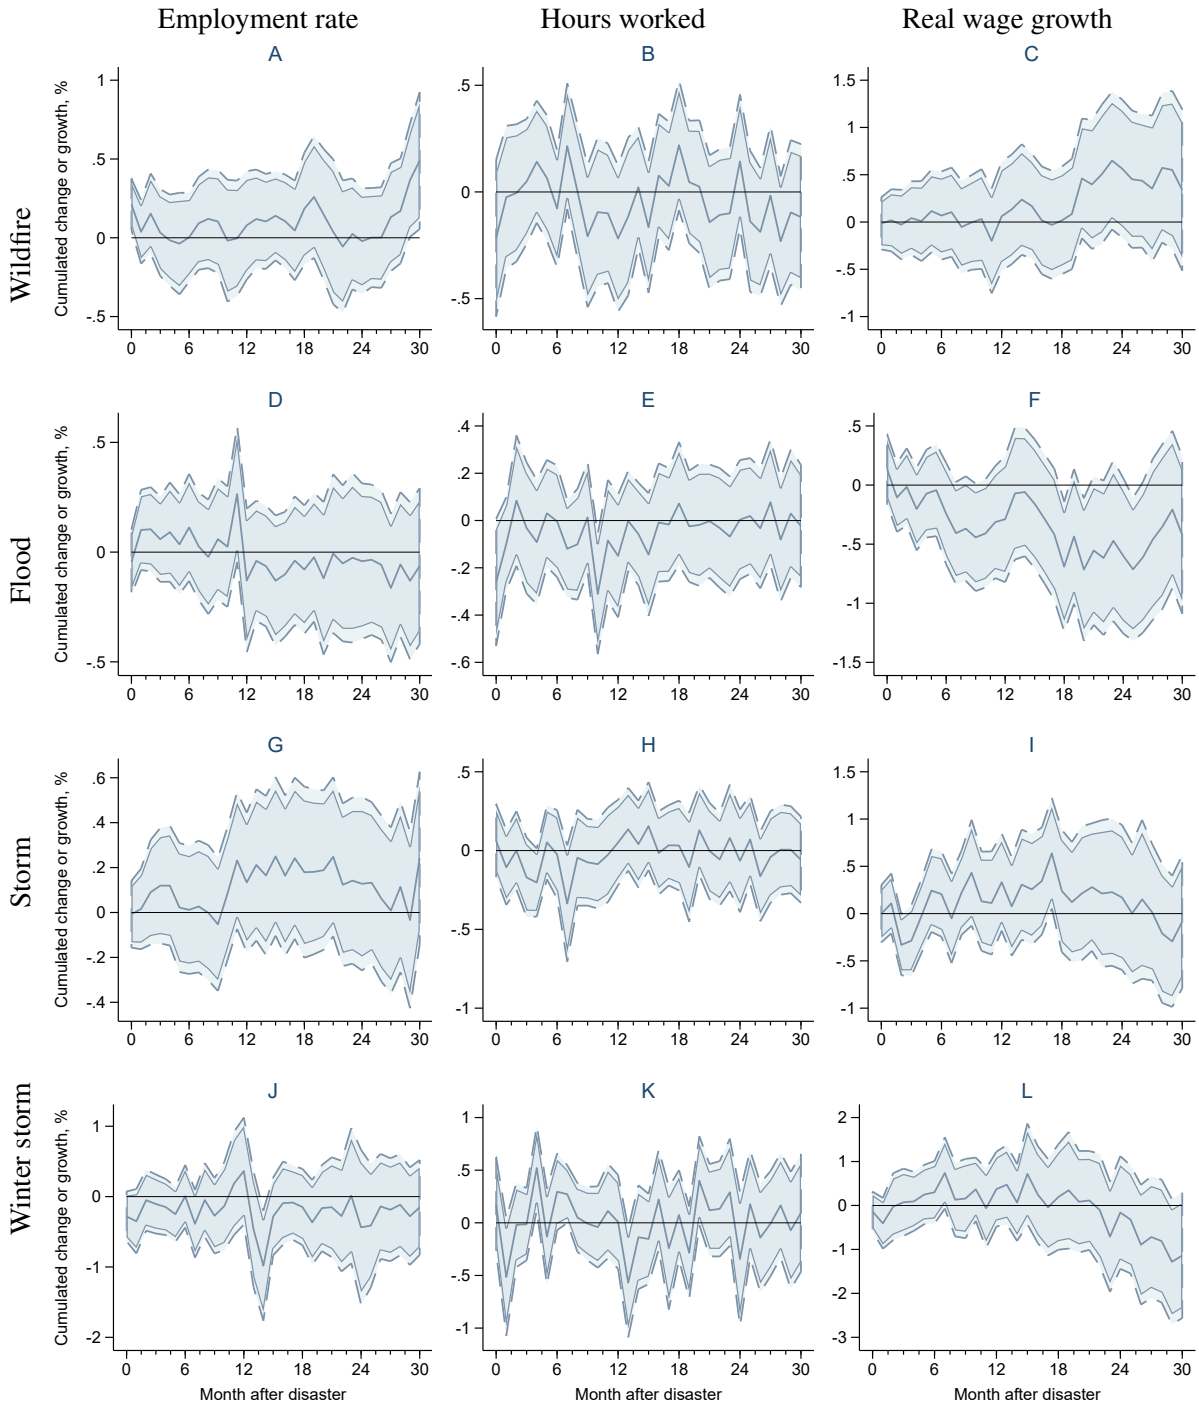 Employment rate Hours worked Real wage growth
A B C
Wildfire
Cumulated change or growth, %
1 .5 0 -.5
.5 0 -.5
1.5 1 .5 0 -.5 -1
0 6 12 18 24 30 0 6 12 18 24 30 0 6 12 18 24 30
D E F
Flood
Cumulated change or growth, %
.5 0 -.5
.4 .2 0 -.2 -.4 -.6
.5 0 -.5 -1 -1.5
0 6 12 18 24 30 0 6 12 18 24 30 0 6 12 18 24 30
G H I
Storm
Cumulated change or growth, %
.6 .4 .2 0 -.2 -.4
.5 0 -.5 -1
1.5 1 .5 0 -.5 -1
0 6 12 18 24 30 0 6 12 18 24 30 0 6 12 18 24 30
J K L
Winter storm
Cumulated change or growth, %
1 0 -1 -2
1 .5 0 -.5 -1
2 1 0 -1 -2 -3
0 6 12 18 24 30 0 6 12 18 24 30 0 6 12 18 24 30
Month after disaster Month after disaster Month after disaster